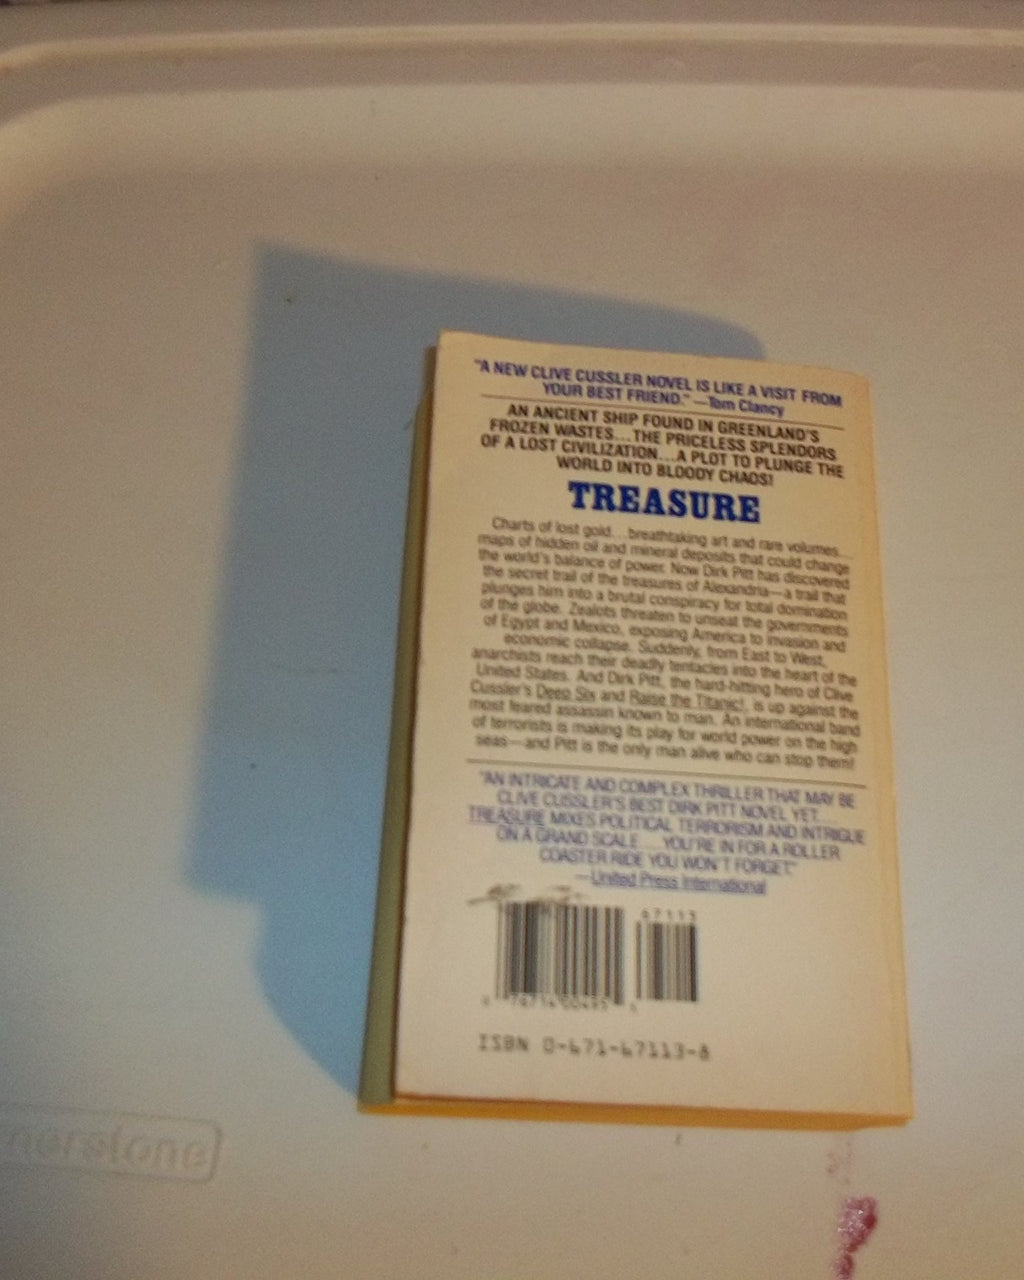 "A NEW CLIVE CUSSLER NOVEL IS LIKE A VISIT FROM
YOUR BEST FRIEND." —Tom Clancy
AN ANCIENT SHIP FOUND IN GREENLAND'S
FROZEN WASTES...THE PRICELESS SPLENDORS
OF A LOST CIVILIZATION...A PLOT TO PLUNGE THE
WORLD INTO BLOODY CHAOS!
TREASURE
Charts of lost gold...breathtaking art and rare volumes...
maps of hidden oil and mineral deposits that could change
the world's balance of power. Now Dirk Pitt has discovered
the secret trail of the treasures of Alexandria—a trail that
plunges him into a brutal conspiracy for total domination
of the globe. Zealots threaten to unseat the governments
of Egypt and Mexico, exposing America to invasion and
economic collapse. Suddenly, from East to West,
anarchists reach their deadly tentacles into the heart of the
United States. And Dirk Pitt, the hard-hitting hero of Clive
Cussler's Deep Six and Raise the Titanic!, is up against the
most feared assassin known to man. An international band
of terrorists is making its play for world power on the high
seas—and Pitt is the only man alive who can stop them!
"AN INTRICATE AND COMPLEX THRILLER THAT MAY BE
CLIVE CUSSLER'S BEST DIRK PITT NOVEL YET....
TREASURE MIXES POLITICAL TERRORISM AND INTRIGUE
ON A GRAND SCALE....YOU'RE IN FOR A ROLLER
COASTER RIDE YOU WON'T FORGET."
—United Press International
67113
0 76714 00495 1
ISBN 0-671-67113-8